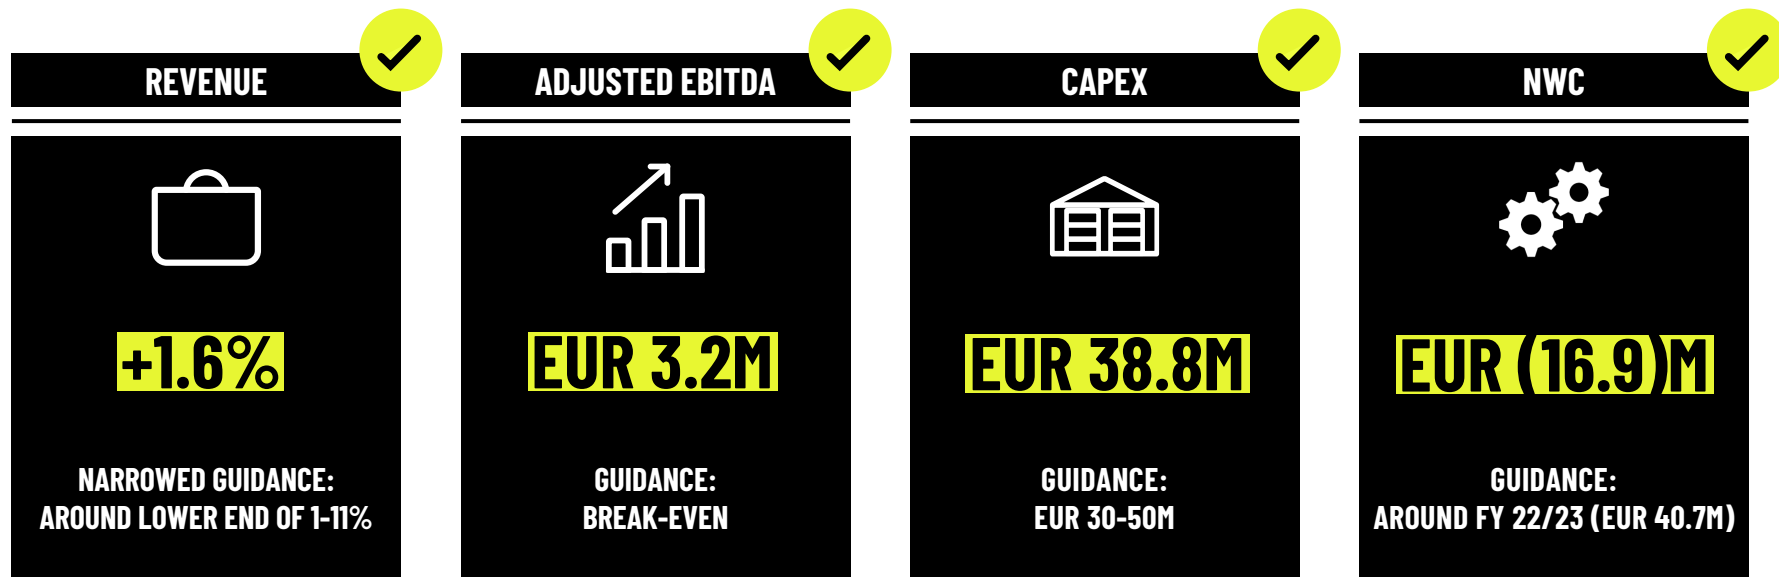 REVENUE
+1.6%
NARROWED GUIDANCE:
AROUND LOWER END OF 1-11%
ADJUSTED EBITDA
EUR 3.2M
GUIDANCE:
BREAK-EVEN
CAPEX
EUR 38.8M
GUIDANCE:
EUR 30-50M
NWC
EUR (16.9)M
GUIDANCE:
AROUND FY 22/23 (EUR 40.7M)